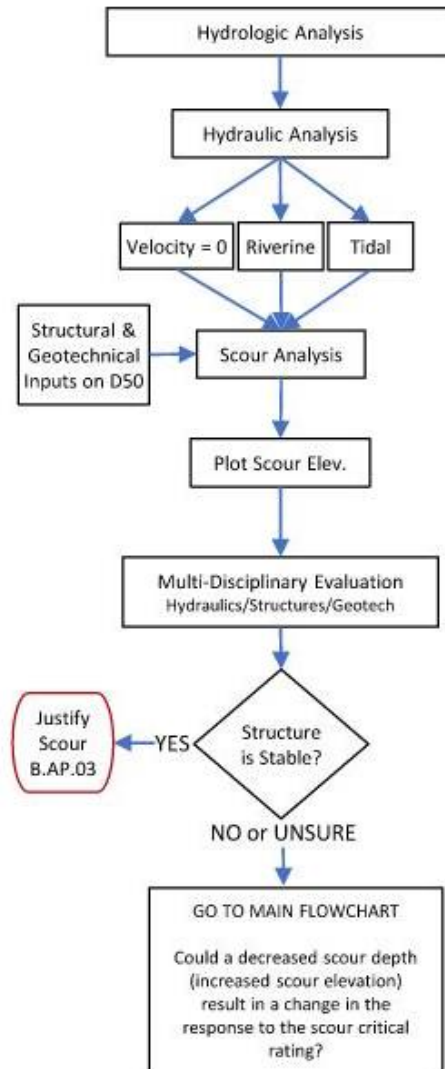 Hydrologic Analysis
Hydraulic Analysis
Velocity = 0
Riverine
Tidal
Structural &
Geotechnical
Inputs on D50
Scour Analysis
Plot Scour Elev.
Multi-Disciplinary Evaluation
Hydraulics/Structures/Geotech
Justify
Scour
B.AP.03
YES
Structure
is Stable?
NO or UNSURE
GO TO MAIN FLOWCHART
Could a decreased scour depth
(increased scour elevation)
result in a change in the
response to the scour critical
rating?